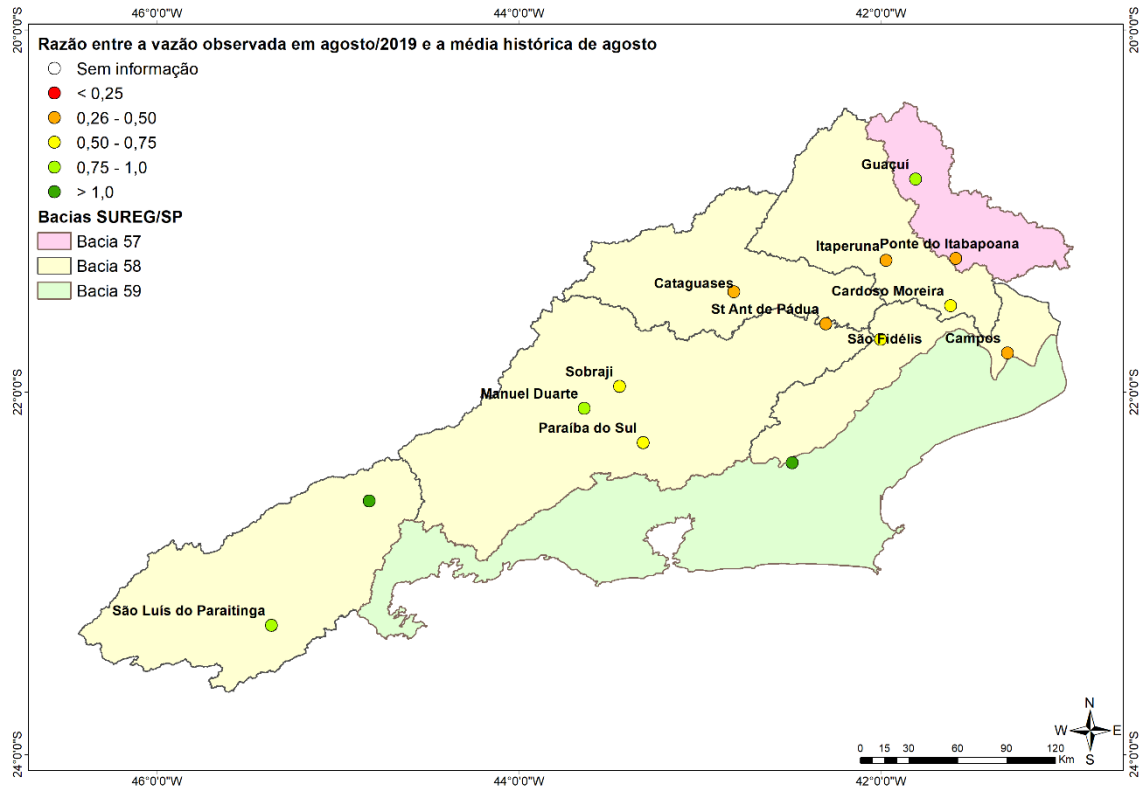 46°0'0"W
44°0'0"W
42°0'0"W
20°0'0"S
20°0'0"S
Razão entre a vazão observada em agosto/2019 e a média histórica de agosto
Sem informação
< 0,25
0,26 - 0,50
0,50 - 0,75
0,75 - 1,0
> 1,0
Bacias SUREG/SP
Bacia 57
Bacia 58
Bacia 59
Guaçuí
Itaperuna
Ponte do Itabapoana
Cataguases
Cardoso Moreira
St Ant de Pádua
São Fidélis
Campos
Sobraji
22°0'0"S
22°0'0"S
Manuel Duarte
Paraíba do Sul
São Luís do Paraitinga
N
W
E
S
0 15 30 60 90 120
Km
24°0'0"S
24°0'0"S
46°0'0"W
44°0'0"W
42°0'0"W